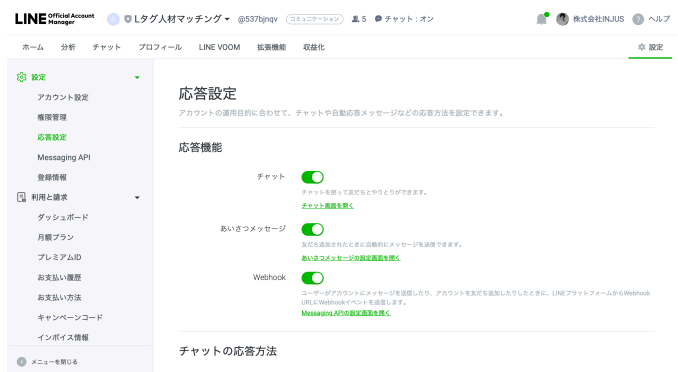 LINE Official Account Manager
Lタグ人材マッチング @537bjnqv コミュニケーション 5 チャット : オン
株式会社INJUS ヘルプ
ホーム 分析 チャット プロフィール LINE VOOM 拡張機能 収益化 設定
設定
アカウント設定
権限管理
応答設定
Messaging API
登録情報
利用と請求
ダッシュボード
月額プラン
プレミアムID
お支払い履歴
お支払い方法
キャンペーンコード
インボイス情報
メニューを閉じる
応答設定
アカウントの運用目的に合わせて、チャットや自動応答メッセージなどの応答方法を設定できます。
応答機能
チャット
チャットを使って友だちとやりとりができます。
チャット画面を開く
あいさつメッセージ
友だち追加されたときに自動的にメッセージを送信できます。
あいさつメッセージの設定画面を開く
Webhook
ユーザーがアカウントにメッセージを送信したり、アカウントを友だち追加したりしたときに、LINEプラットフォームからWebhook
URLにWebhookイベントを送信します。
Messaging APIの設定画面を開く
チャットの応答方法